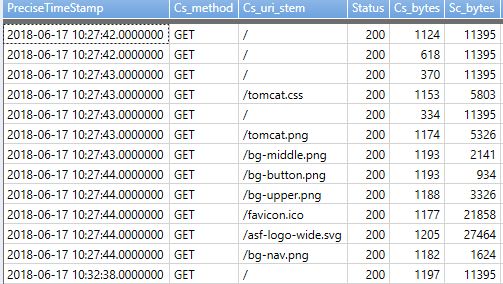 PreciseTimeStamp Cs_method Cs_uri_stem Status Cs_bytes Sc_bytes
2018-06-17 10:27:42.0000000 GET / 200 1124 11395
2018-06-17 10:27:42.0000000 GET / 200 618 11395
2018-06-17 10:27:43.0000000 GET / 200 370 11395
2018-06-17 10:27:43.0000000 GET /tomcat.css 200 1153 5803
2018-06-17 10:27:43.0000000 GET / 200 334 11395
2018-06-17 10:27:43.0000000 GET /tomcat.png 200 1174 5326
2018-06-17 10:27:43.0000000 GET /bg-middle.png 200 1193 2141
2018-06-17 10:27:44.0000000 GET /bg-button.png 200 1193 934
2018-06-17 10:27:44.0000000 GET /bg-upper.png 200 1188 3326
2018-06-17 10:27:44.0000000 GET /favicon.ico 200 1177 21858
2018-06-17 10:27:44.0000000 GET /asf-logo-wide.svg 200 1205 27464
2018-06-17 10:27:44.0000000 GET /bg-nav.png 200 1182 1624
2018-06-17 10:32:38.0000000 GET / 200 1197 11395